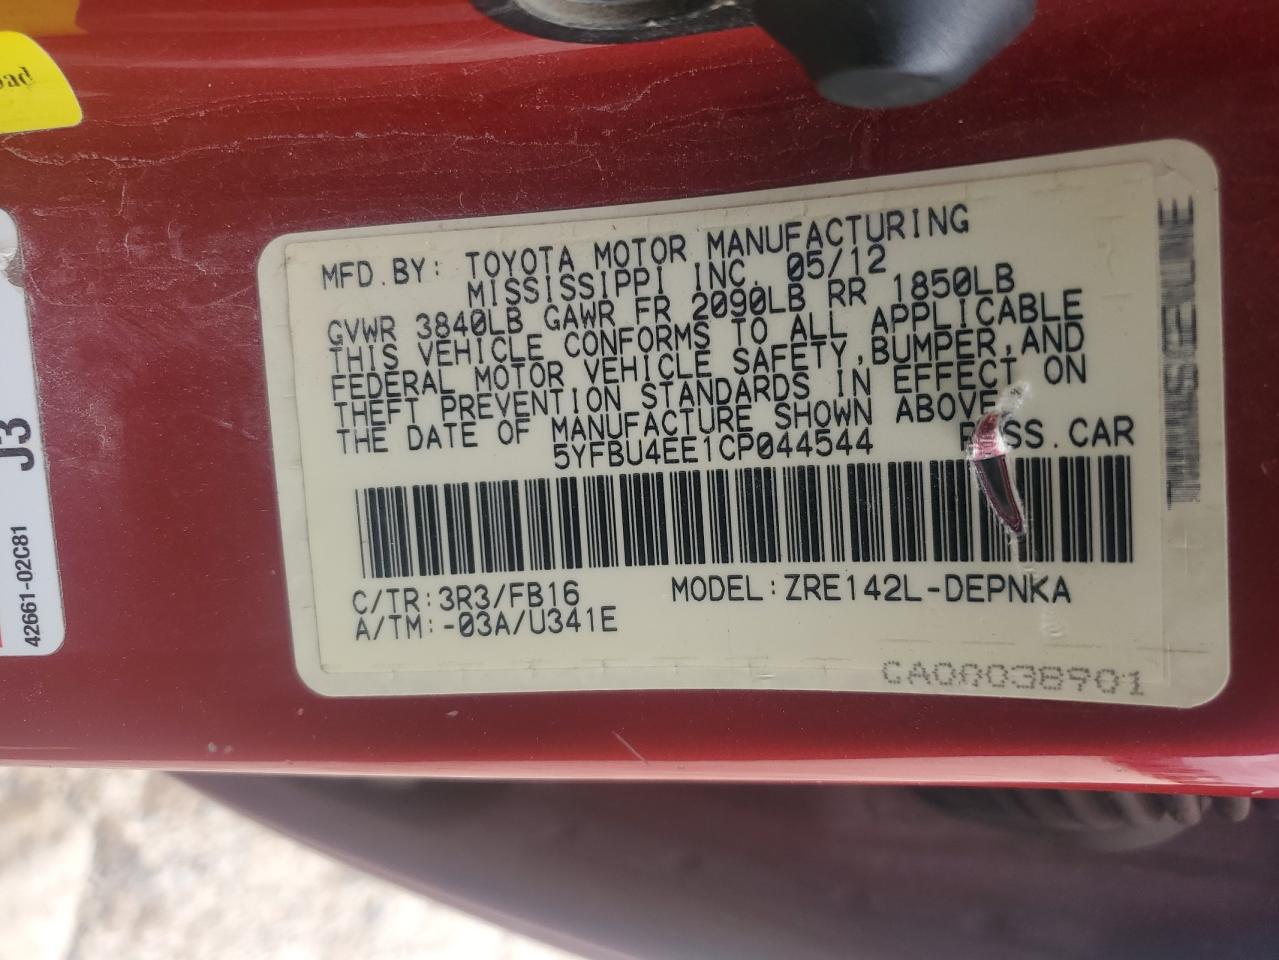 MFD.BY: TOYOTA MOTOR MANUFACTURING
MISSISSIPPI INC. 05/12
GVWR 3840LB GAWR FR 2090LB RR 1850LB
THIS VEHICLE CONFORMS TO ALL APPLICABLE
FEDERAL MOTOR VEHICLE SAFETY,BUMPER,AND
THEFT PREVENTION STANDARDS IN EFFECT ON
THE DATE OF MANUFACTURE SHOWN ABOVE.
5YFBU4EE1CP044544
PASS.CAR
C/TR:3R3/FB16
MODEL:ZRE142L-DEPNKA
A/TM:-03A/U341E
CA00038901
J3
42661-02C81